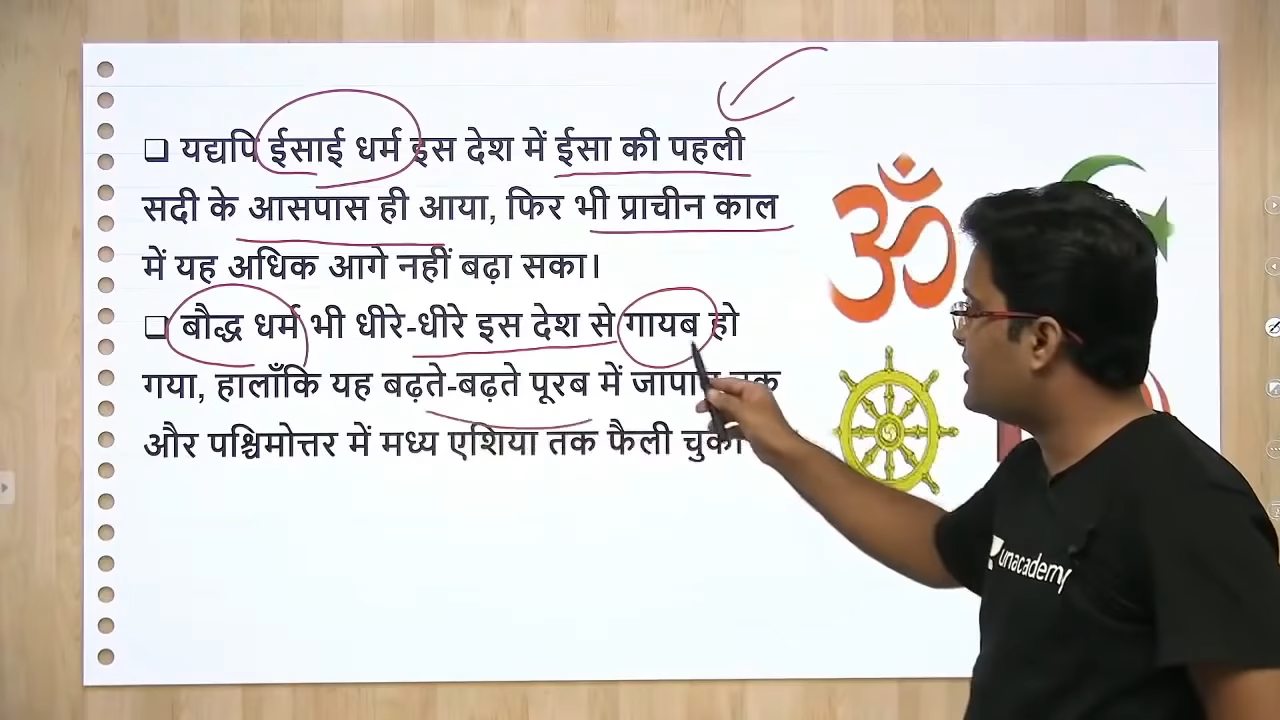 ❑ यद्यपि ईसाई धर्म इस देश में ईसा की पहली
सदी के आसपास ही आया, फिर भी प्राचीन काल
में यह अधिक आगे नहीं बढ़ा सका।
❑ बौद्ध धर्म भी धीरे-धीरे इस देश से गायब हो
गया, हालाँकि यह बढ़ते-बढ़ते पूरब में
और पश्चिमोत्तर में मध्य एशिया तक फैली
ॐ
unacademy